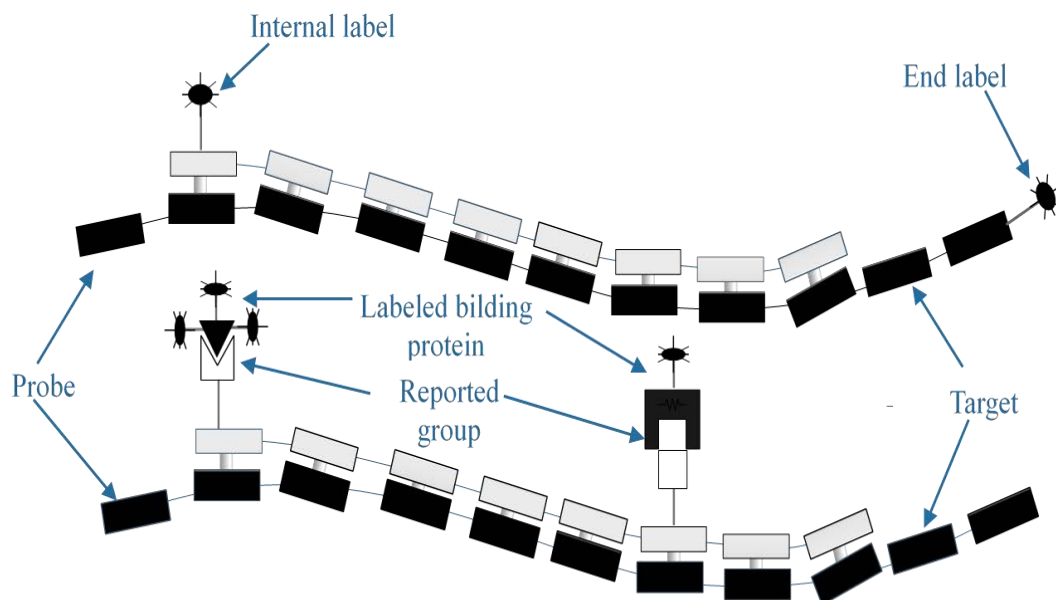 Internal label
End label
Labeled bilding
protein
Probe
Reported
group
Target